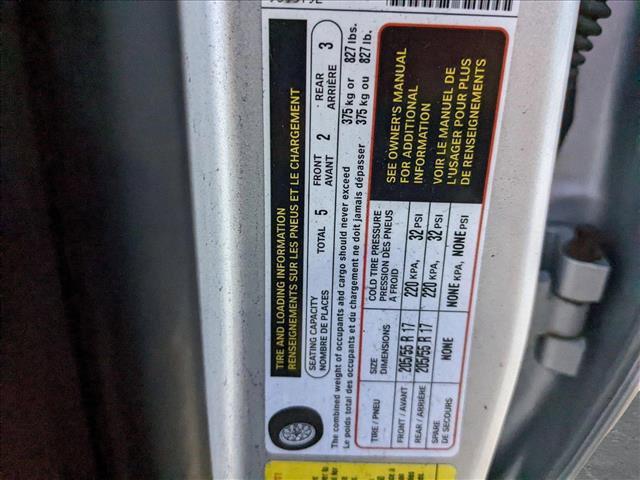 TIRE AND LOADING INFORMATION
RENSEIGNEMENTS SUR LES PNEUS ET LE CHARGEMENT
SEATING CAPACITY
NOMBRE DE PLACES
TOTAL 5
FRONT
AVANT 2
REAR
ARRIÈRE 3
The combined weight of occupants and cargo should never exceed 375 kg or 827 lbs.
Le poids total des occupants et du chargement ne doit jamais dépasser 375 kg ou 827 lb.
TIRE / PNEU
SIZE
DIMENSIONS
COLD TIRE PRESSURE
PRESSION DES PNEUS
À FROID
FRONT / AVANT 205/55 R 17 220 KPA, 32 PSI
REAR / ARRIÈRE 205/55 R 17 220 KPA, 32 PSI
SPARE
DE SECOURS
NONE NONE KPA, NONE PSI
SEE OWNER'S MANUAL
FOR ADDITIONAL
INFORMATION
VOIR LE MANUEL DE
L'USAGER POUR PLUS
DE RENSEIGNEMENTS